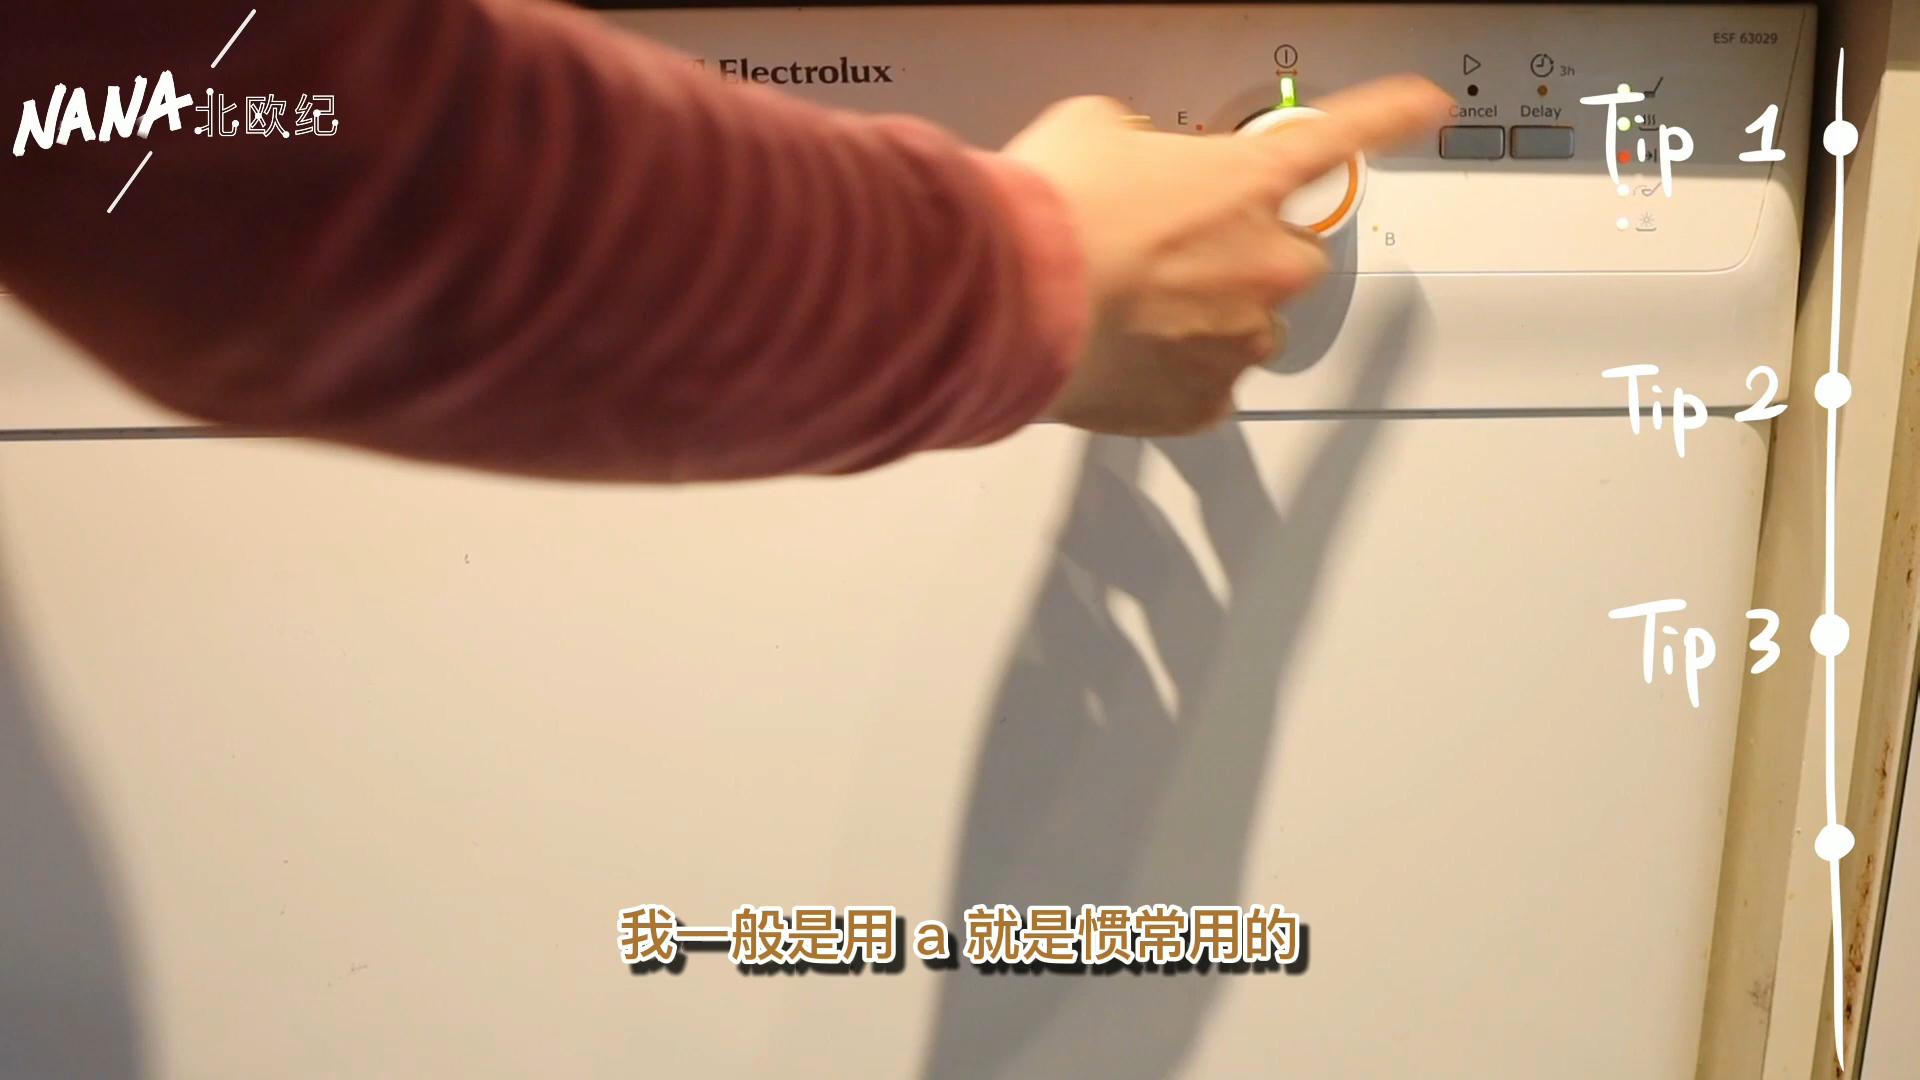 NANA北欧纪
Electrolux
ESF 63029
3h
E
Cancel
Delay
B
Tip 1
Tip 2
Tip 3
我一般是用 a 就是惯常用的